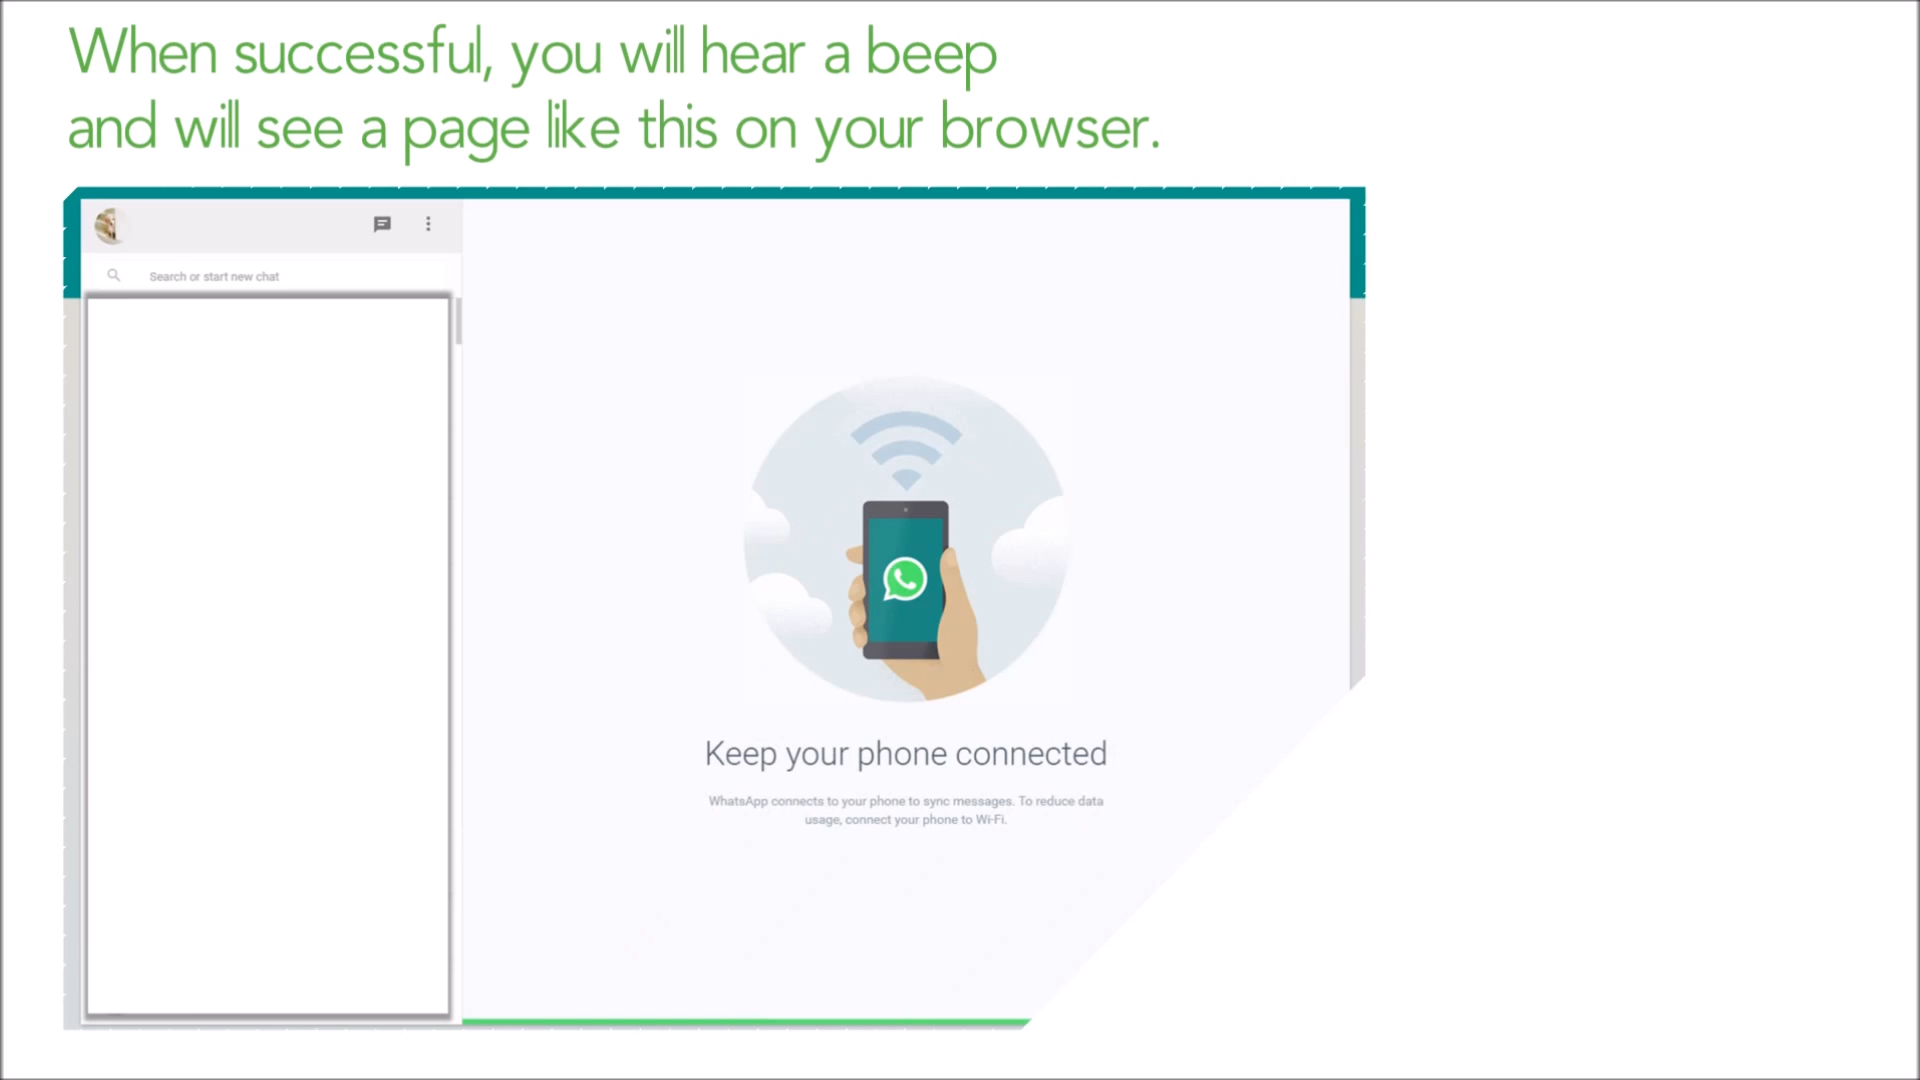 When successful, you will hear a beep
and will see a page like this on your browser.
Search or start new chat
Keep your phone connected
WhatsApp connects to your phone to sync messages. To reduce data
usage, connect your phone to Wi-Fi.